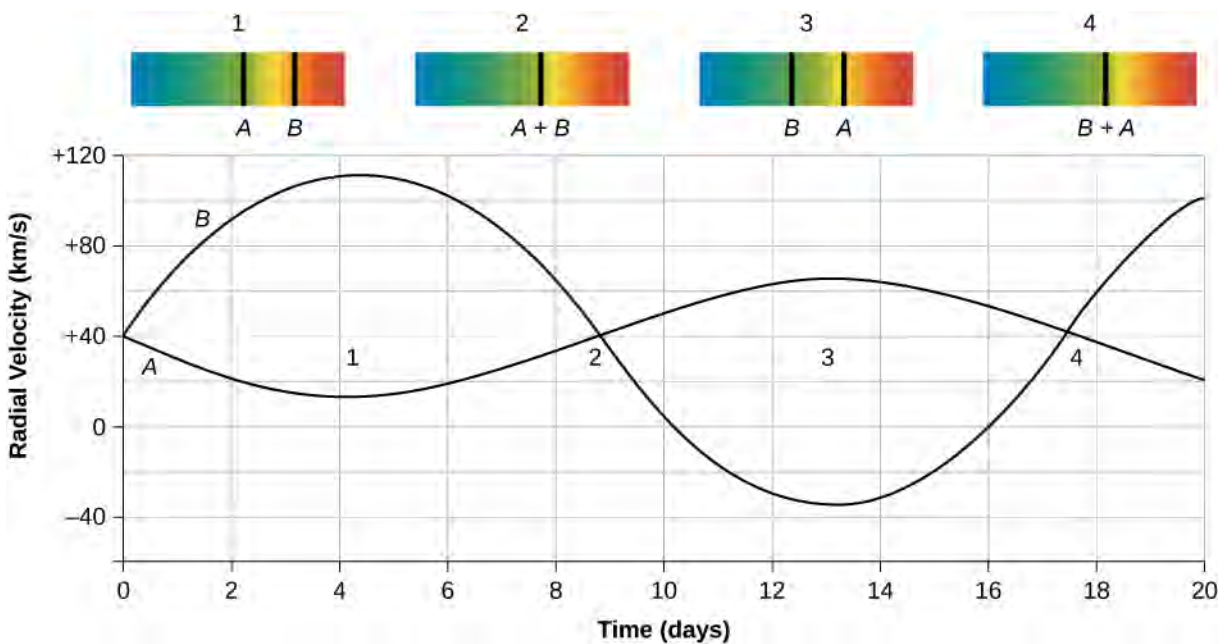 1 2 3 4
A B A + B B A B + A
+120
B
+80
+40
A 1 2 3 4
0
–40
0 2 4 6 8 10 12 14 16 18 20
Radial Velocity (km/s)
Time (days)